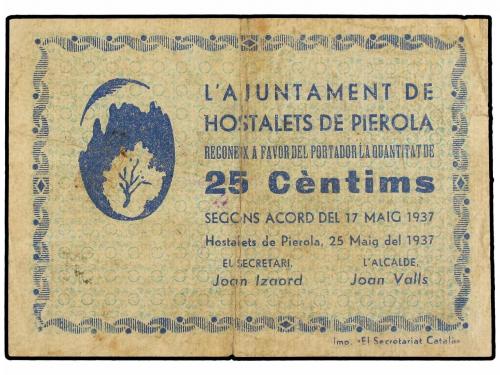 L'AJUNTAMENT DE
HOSTALETS DE PIEROLA
RECONEIX A FAVOR DEL PORTADOR LA QUANTITAT DE
25 Cèntims
SEGONS ACORD DEL 17 MAIG 1937
Hostalets de Pierola, 25 Maig del 1937
EL SECRETARI, L'ALCALDE,
Joan Izaord Joan Valls
Imp. «El Secretariat Català»